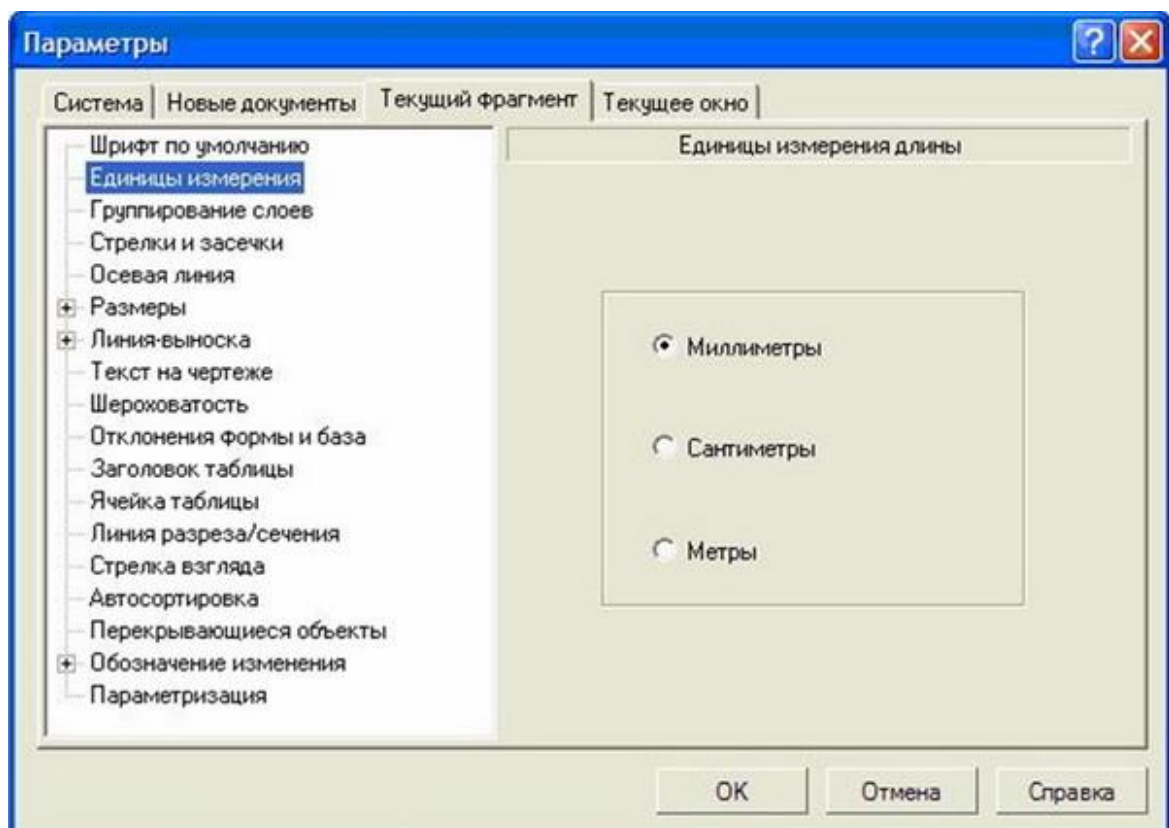 Параметры
Система
Новые документы
Текущий фрагмент
Текущее окно
Шрифт по умолчанию
Единицы измерения
Группирование слоев
Стрелки и засечки
Осевая линия
Размеры
Линия-выноска
Текст на чертеже
Шероховатость
Отклонения формы и база
Заголовок таблицы
Ячейка таблицы
Линия разреза/сечения
Стрелка взгляда
Автосортировка
Перекрывающиеся объекты
Обозначение изменения
Параметризация
Единицы измерения длины
Миллиметры
Сантиметры
Метры
OK
Отмена
Справка